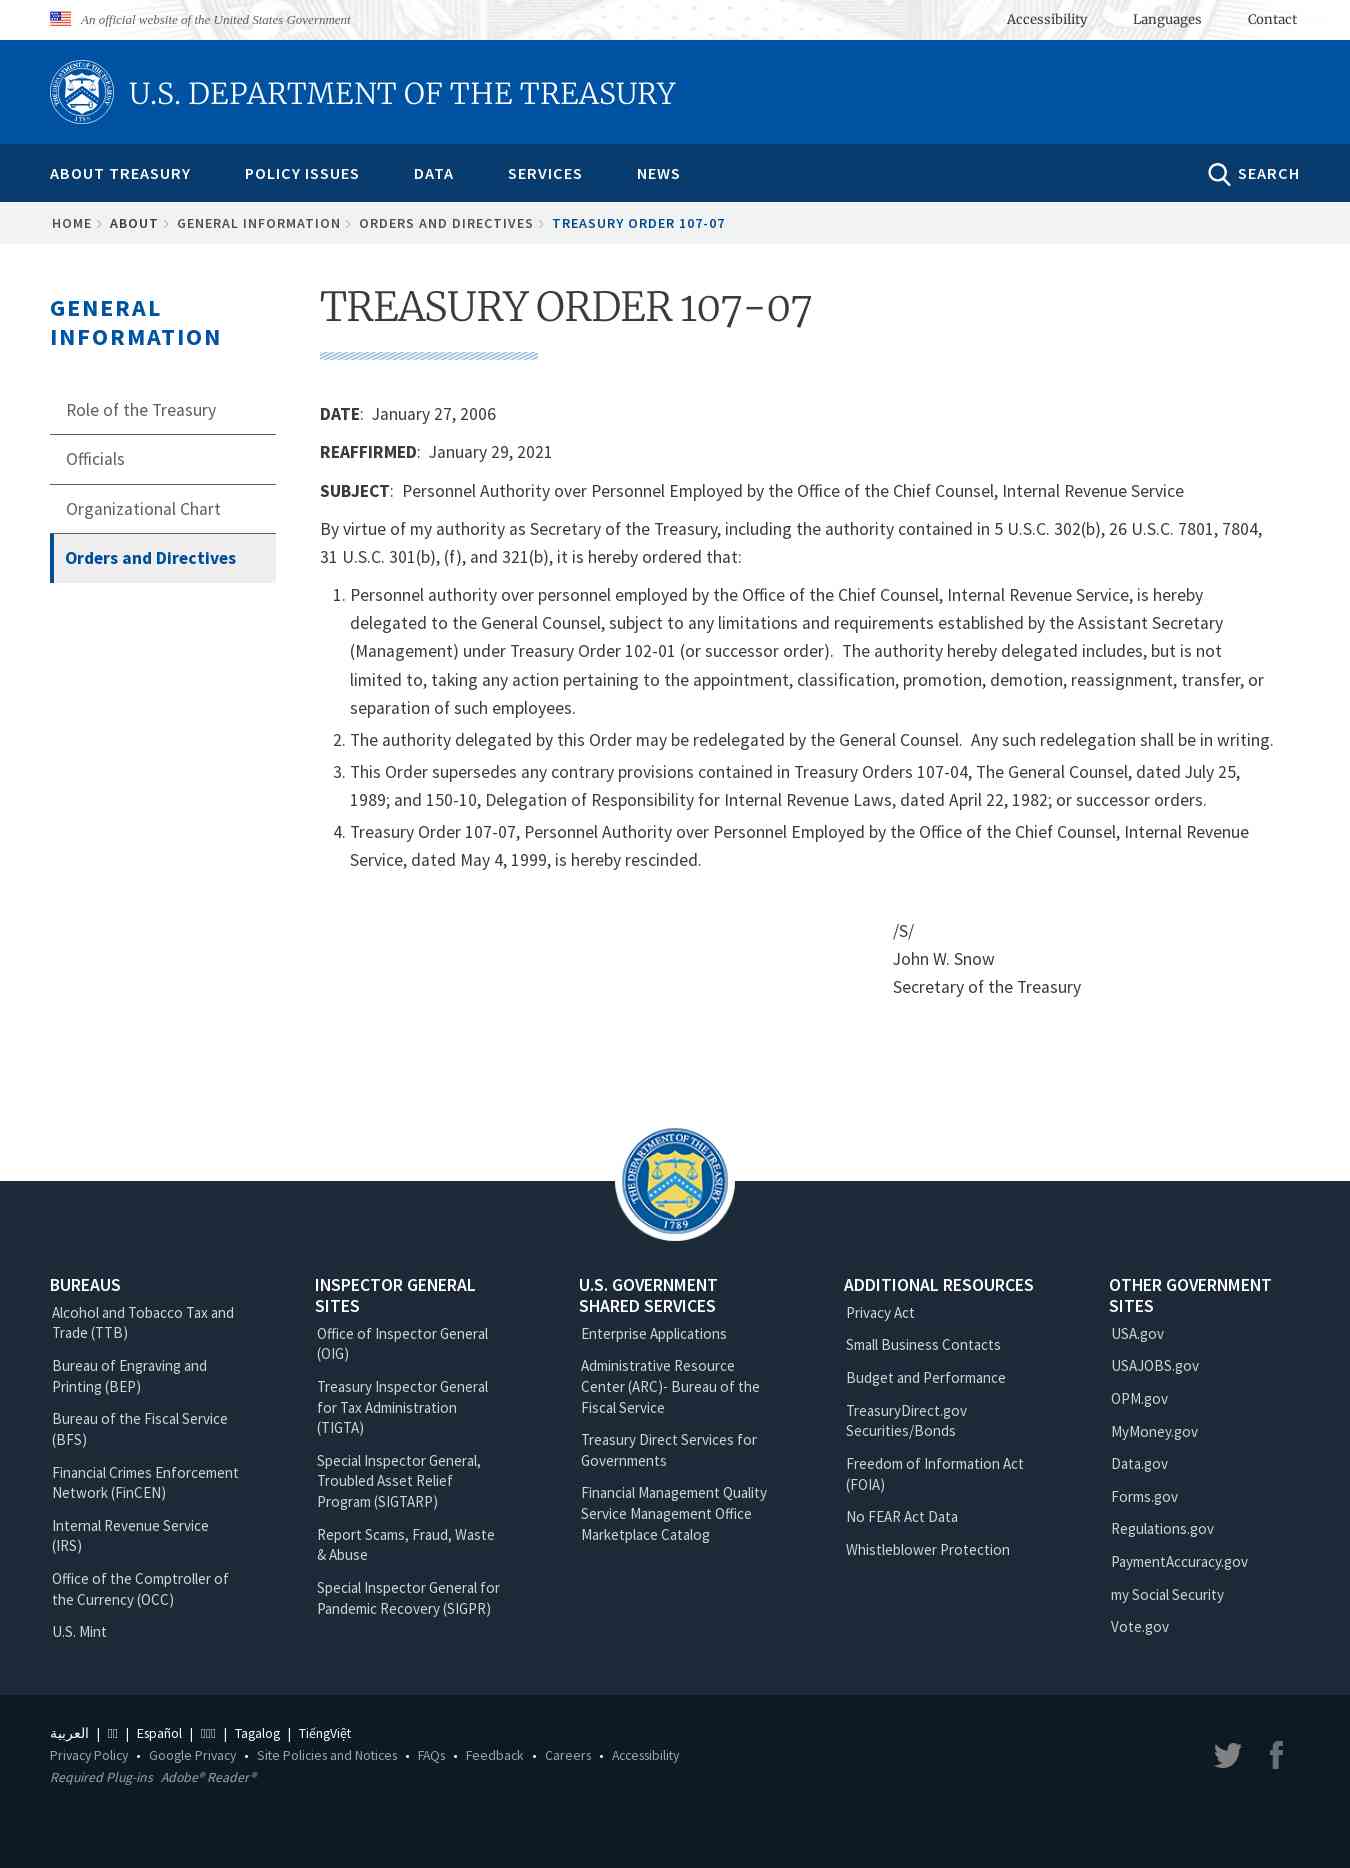 An official website of the United States Government
Accessibility Languages Contact
U.S. DEPARTMENT OF THE TREASURY
ABOUT TREASURY POLICY ISSUES DATA SERVICES NEWS SEARCH
HOME ABOUT GENERAL INFORMATION ORDERS AND DIRECTIVES TREASURY ORDER 107-07
GENERAL
INFORMATION
Role of the Treasury
Officials
Organizational Chart
Orders and Directives
TREASURY ORDER 107-07
DATE: January 27, 2006
REAFFIRMED: January 29, 2021
SUBJECT: Personnel Authority over Personnel Employed by the Office of the Chief Counsel, Internal Revenue Service
By virtue of my authority as Secretary of the Treasury, including the authority contained in 5 U.S.C. 302(b), 26 U.S.C. 7801, 7804,
31 U.S.C. 301(b), (f), and 321(b), it is hereby ordered that:
1. Personnel authority over personnel employed by the Office of the Chief Counsel, Internal Revenue Service, is hereby
delegated to the General Counsel, subject to any limitations and requirements established by the Assistant Secretary
(Management) under Treasury Order 102-01 (or successor order). The authority hereby delegated includes, but is not
limited to, taking any action pertaining to the appointment, classification, promotion, demotion, reassignment, transfer, or
separation of such employees.
2. The authority delegated by this Order may be redelegated by the General Counsel. Any such redelegation shall be in writing.
3. This Order supersedes any contrary provisions contained in Treasury Orders 107-04, The General Counsel, dated July 25,
1989; and 150-10, Delegation of Responsibility for Internal Revenue Laws, dated April 22, 1982; or successor orders.
4. Treasury Order 107-07, Personnel Authority over Personnel Employed by the Office of the Chief Counsel, Internal Revenue
Service, dated May 4, 1999, is hereby rescinded.
/S/
John W. Snow
Secretary of the Treasury
THE DEPARTMENT OF THE TREASURY
1789
BUREAUS
Alcohol and Tobacco Tax and
Trade (TTB)
Bureau of Engraving and
Printing (BEP)
Bureau of the Fiscal Service
(BFS)
Financial Crimes Enforcement
Network (FinCEN)
Internal Revenue Service
(IRS)
Office of the Comptroller of
the Currency (OCC)
U.S. Mint
INSPECTOR GENERAL
SITES
Office of Inspector General
(OIG)
Treasury Inspector General
for Tax Administration
(TIGTA)
Special Inspector General,
Troubled Asset Relief
Program (SIGTARP)
Report Scams, Fraud, Waste
& Abuse
Special Inspector General for
Pandemic Recovery (SIGPR)
U.S. GOVERNMENT
SHARED SERVICES
Enterprise Applications
Administrative Resource
Center (ARC)- Bureau of the
Fiscal Service
Treasury Direct Services for
Governments
Financial Management Quality
Service Management Office
Marketplace Catalog
ADDITIONAL RESOURCES
Privacy Act
Small Business Contacts
Budget and Performance
TreasuryDirect.gov
Securities/Bonds
Freedom of Information Act
(FOIA)
No FEAR Act Data
Whistleblower Protection
OTHER GOVERNMENT
SITES
USA.gov
USAJOBS.gov
OPM.gov
MyMoney.gov
Data.gov
Forms.gov
Regulations.gov
PaymentAccuracy.gov
my Social Security
Vote.gov
العربية | | Español | | Tagalog | TiếngViệt
Privacy Policy • Google Privacy • Site Policies and Notices • FAQs • Feedback • Careers • Accessibility
Required Plug-ins Adobe® Reader®